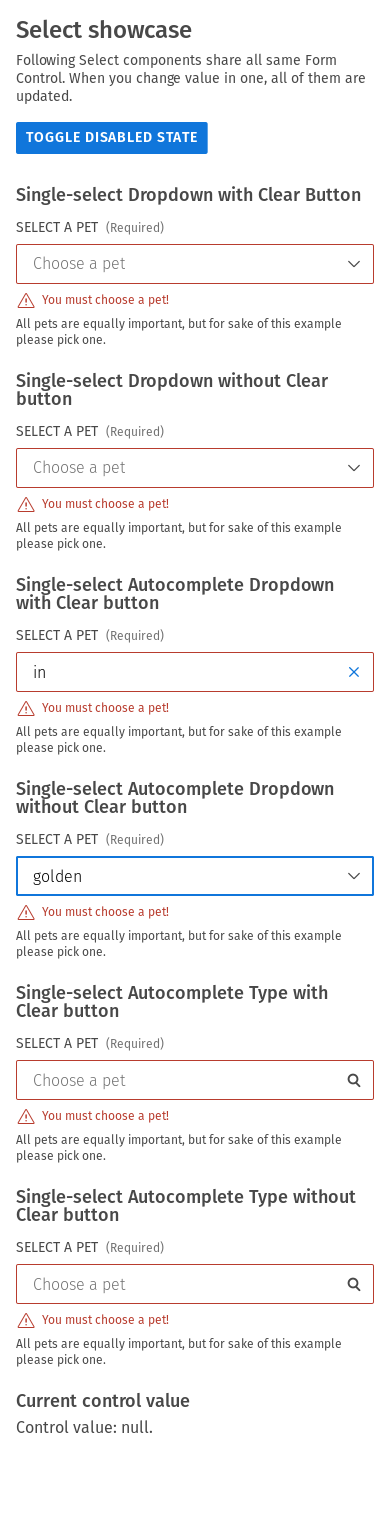 Select showcase
Following Select components share all same Form
Control. When you change value in one, all of them are
updated.
TOGGLE DISABLED STATE
Single-select Dropdown with Clear Button
SELECT A PET (Required)
Choose a pet
You must choose a pet!
All pets are equally important, but for sake of this example
please pick one.
Single-select Dropdown without Clear
button
SELECT A PET (Required)
Choose a pet
You must choose a pet!
All pets are equally important, but for sake of this example
please pick one.
Single-select Autocomplete Dropdown
with Clear button
SELECT A PET (Required)
in
You must choose a pet!
All pets are equally important, but for sake of this example
please pick one.
Single-select Autocomplete Dropdown
without Clear button
SELECT A PET (Required)
golden
You must choose a pet!
All pets are equally important, but for sake of this example
please pick one.
Single-select Autocomplete Type with
Clear button
SELECT A PET (Required)
Choose a pet
You must choose a pet!
All pets are equally important, but for sake of this example
please pick one.
Single-select Autocomplete Type without
Clear button
SELECT A PET (Required)
Choose a pet
You must choose a pet!
All pets are equally important, but for sake of this example
please pick one.
Current control value
Control value: null.